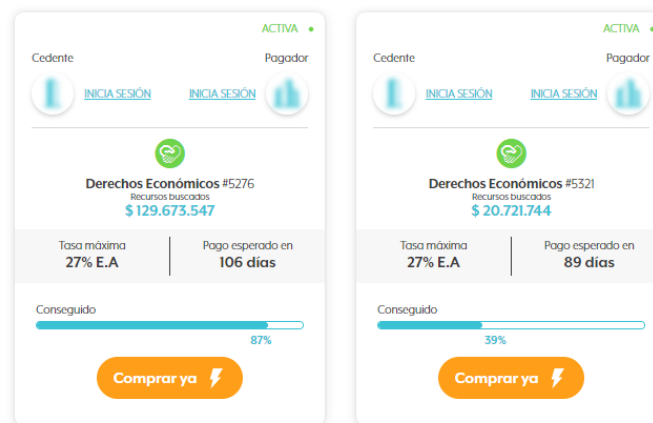 ACTIVA
Cedente Pagador
INICIA SESIÓN INICIA SESIÓN
Derechos Económicos #5276
Recursos buscados
$ 129.673.547
Tasa máxima Pago esperado en
27% E.A 106 días
Conseguido
87%
Comprar ya
ACTIVA
Cedente Pagador
INICIA SESIÓN INICIA SESIÓN
Derechos Económicos #5321
Recursos buscados
$ 20.721.744
Tasa máxima Pago esperado en
27% E.A 89 días
Conseguido
39%
Comprar ya